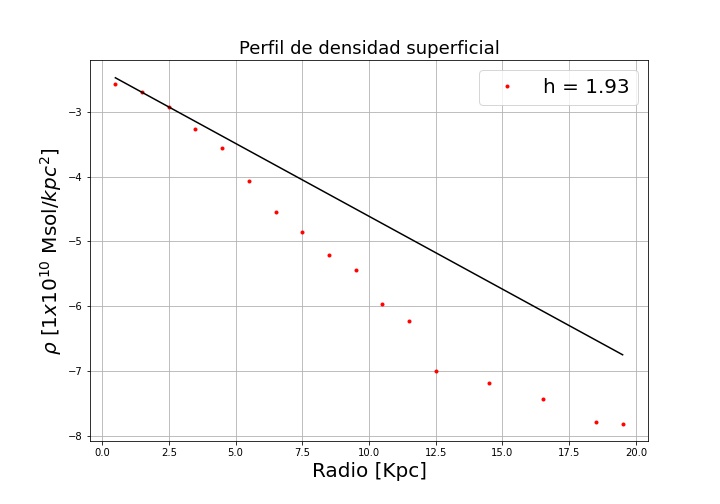 Perfil de densidad superficial
h = 1.93
ρ [1x10¹⁰ Msol/kpc²]
−3
−4
−5
−6
−7
−8
0.0 2.5 5.0 7.5 10.0 12.5 15.0 17.5 20.0
Radio [Kpc]